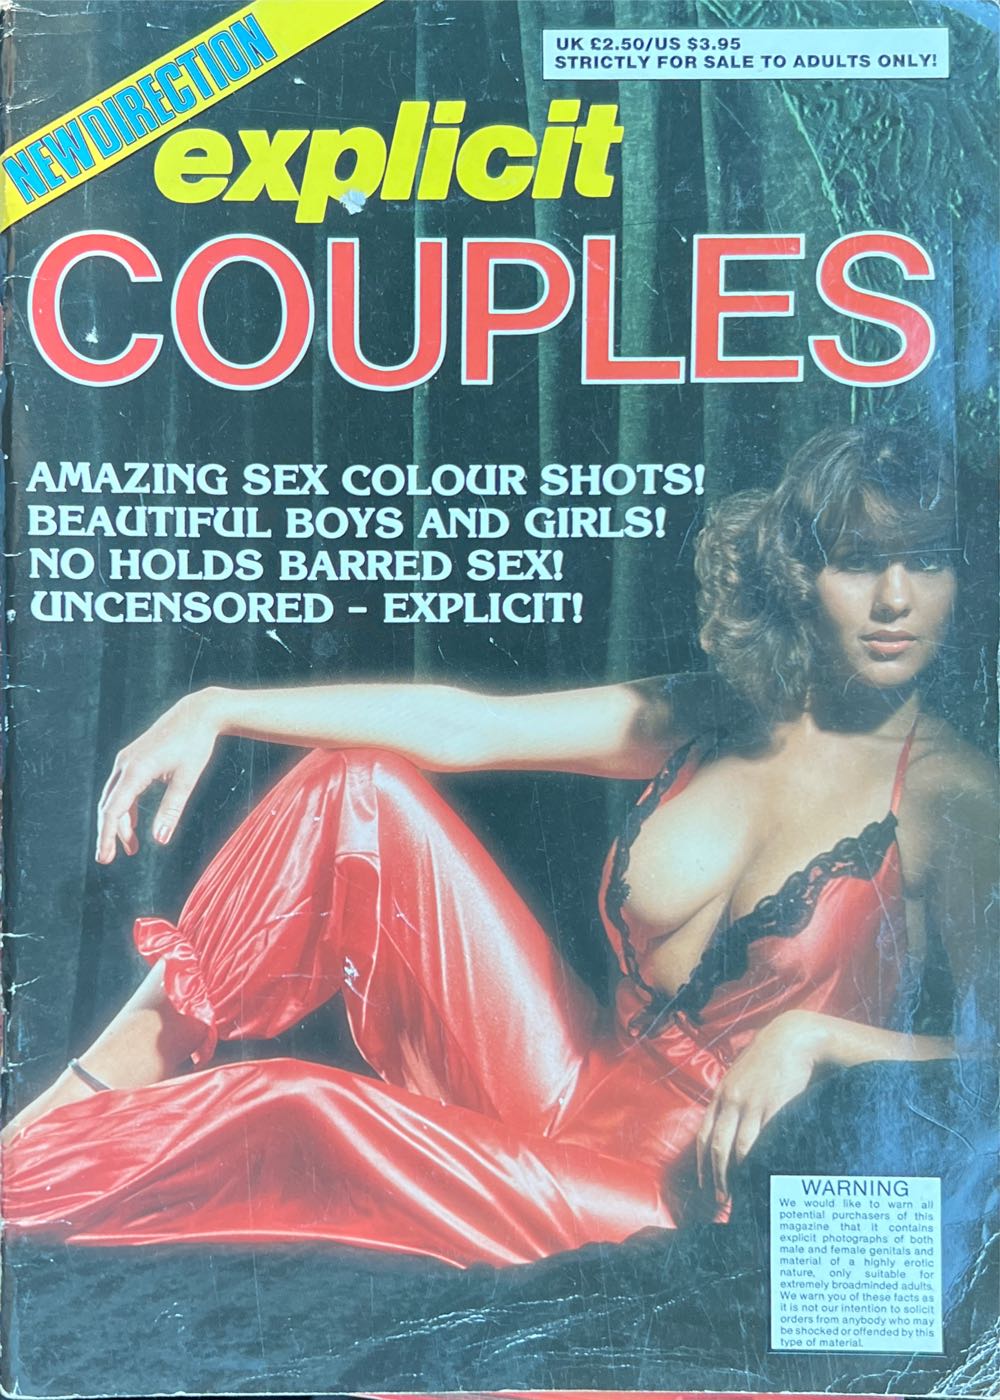 NEW DIRECTION
UK £2.50/US $3.95
STRICTLY FOR SALE TO ADULTS ONLY!
explicit
COUPLES
AMAZING SEX COLOUR SHOTS!
BEAUTIFUL BOYS AND GIRLS!
NO HOLDS BARRED SEX!
UNCENSORED – EXPLICIT!
WARNING
We would like to warn all
potential purchasers of this
magazine that it contains
explicit photographs of both
male and female genitals and
material of a highly erotic
nature, only suitable for
extremely broadminded adults.
We warn you of these facts as
it is not our intention to solicit
orders from anybody who may
be shocked or offended by this
type of material.